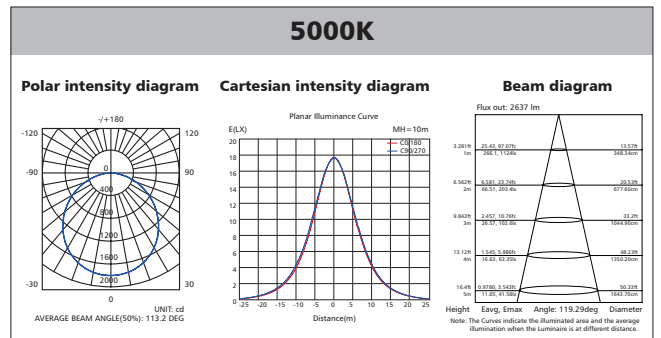 5000K
Polar intensity diagram
Cartesian intensity diagram
Beam diagram
-/+180
-120
120
-90
90
-30
30
0
0
400
800
1200
1600
2000
UNIT: cd
AVERAGE BEAM ANGLE(50%): 113.2 DEG
Planar Illuminance Curve
E(LX)
MH=10m
C0/180
C90/270
20
18
16
14
12
10
8
6
4
2
0
-25 -20 -15 -10 -5 0 5 10 15 20 25
Distance(m)
Flux out: 2637 lm
3.281ft 25.43, 97.07fc 13.57ft
1m 266.1, 1124lx 348.34cm
6.562ft 6.581, 23.74fc 20.53ft
2m 66.51, 203.4lx 677.60cm
9.843ft 2.457, 10.76fc 33.2ft
3m 26.57, 102.6lx 1044.90cm
13.12ft 1.545, 5.886fc 48.23ft
4m 16.63, 63.35lx 1350.20cm
16.4ft 0.9780, 3.543fc 50.33ft
5m 11.65, 41.58lx 1643.70cm
Height Eavg, Emax Angle: 119.29deg Diameter
Note: The Curves indicate the illuminated area and the average
illumination when the Luminaire is at different distance.